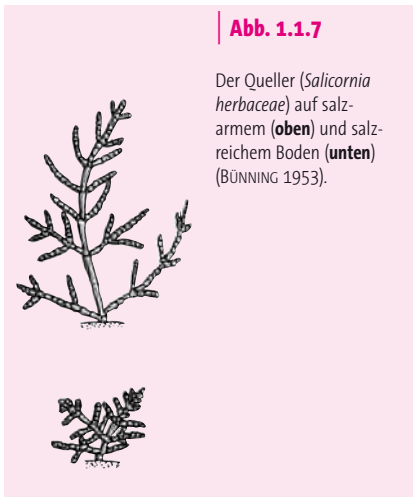 Abb. 1.1.7
Der Queller (Salicornia
herbaceae) auf salz-
armem (oben) und salz-
reichem Boden (unten)
(BÜNNING 1953).